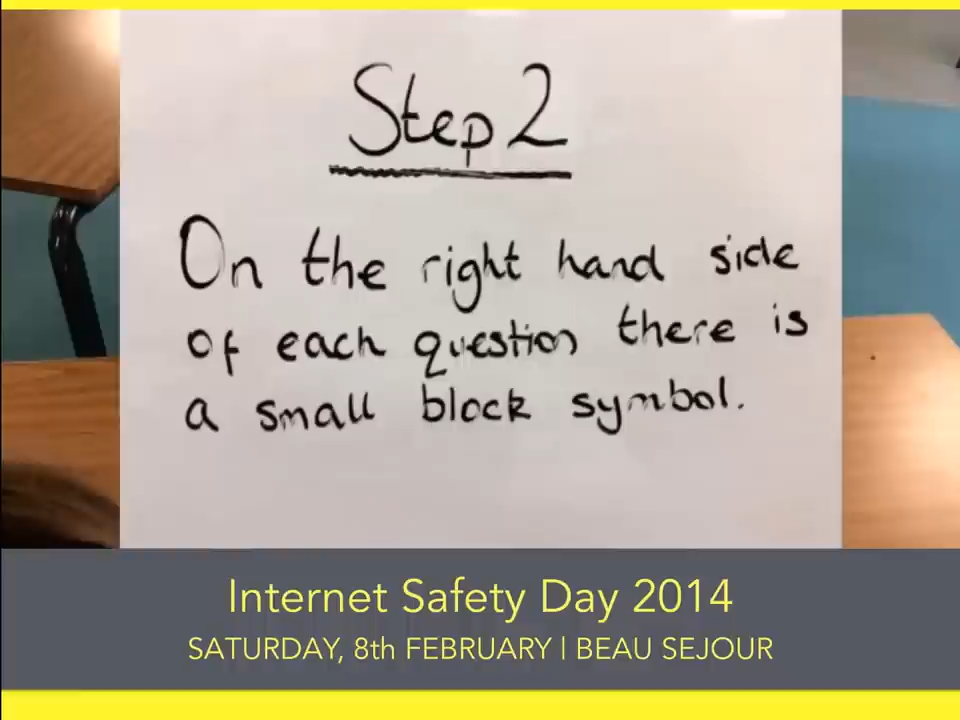 Step 2
On the right hand side
of each question there is
a small block symbol.
Internet Safety Day 2014
SATURDAY, 8th FEBRUARY | BEAU SEJOUR